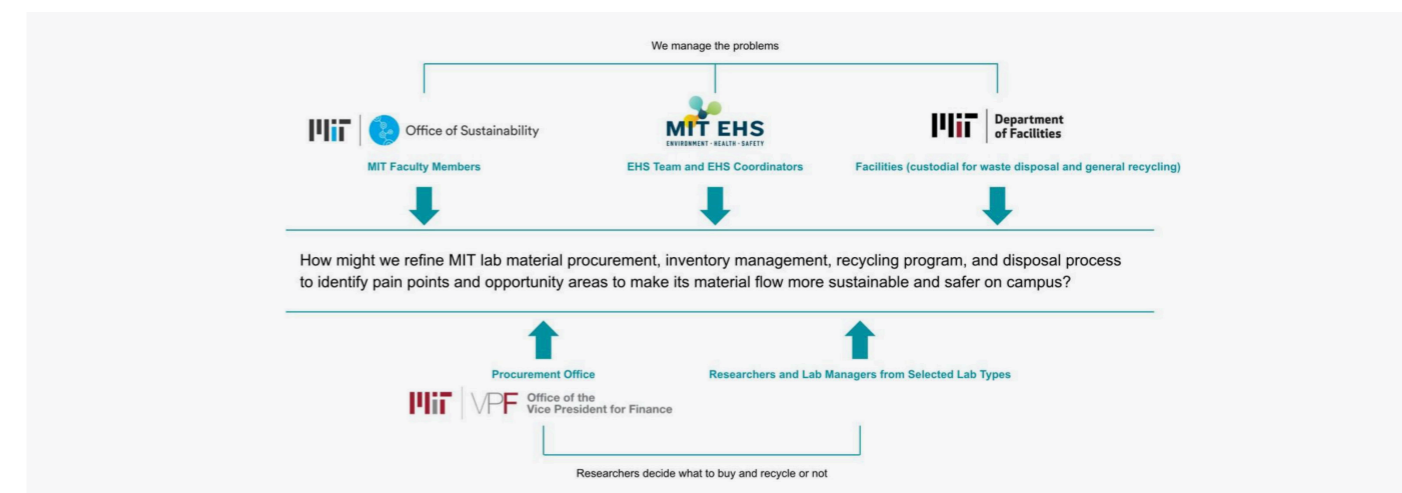 We manage the problems
MIT Office of Sustainability
MIT EHS
ENVIRONMENT · HEALTH · SAFETY
MIT Department
of Facilities
MIT Faculty Members
EHS Team and EHS Coordinators
Facilities (custodial for waste disposal and general recycling)
How might we refine MIT lab material procurement, inventory management, recycling program, and disposal process
to identify pain points and opportunity areas to make its material flow more sustainable and safer on campus?
Procurement Office
Researchers and Lab Managers from Selected Lab Types
MIT VPF Office of the
Vice President for Finance
Researchers decide what to buy and recycle or not